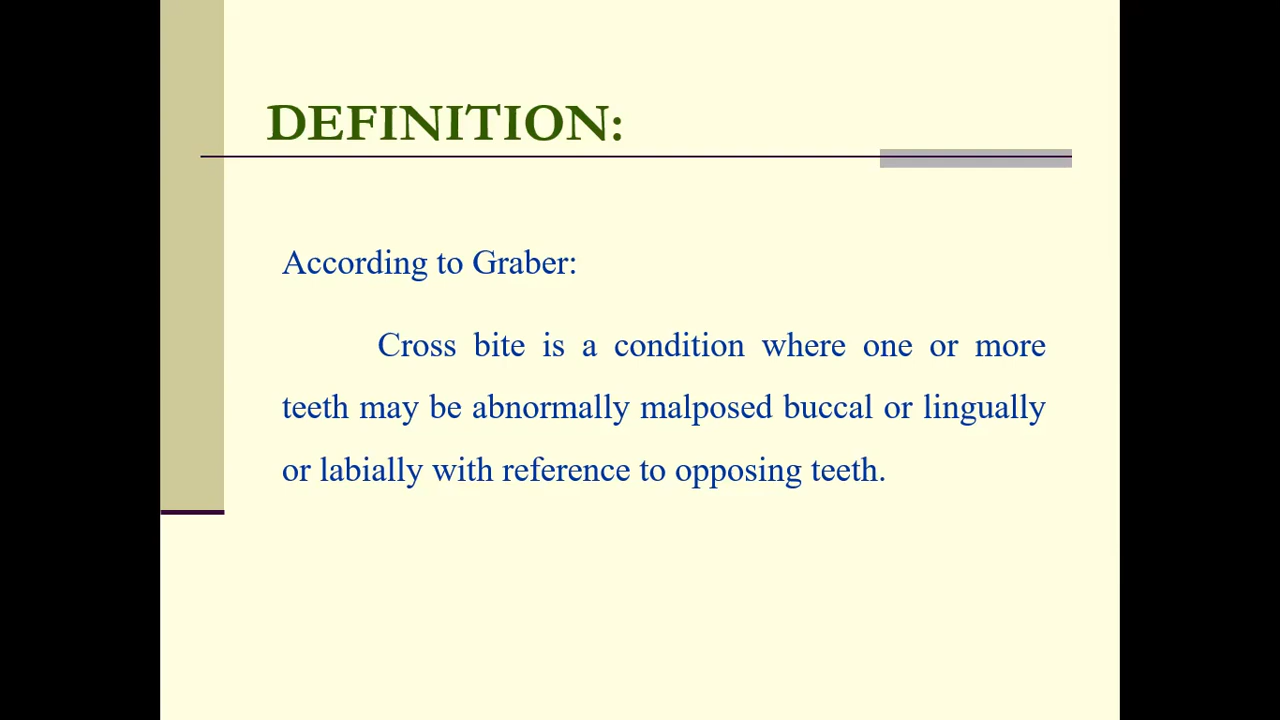 DEFINITION:
According to Graber:
Cross bite is a condition where one or more
teeth may be abnormally malposed buccal or lingually
or labially with reference to opposing teeth.